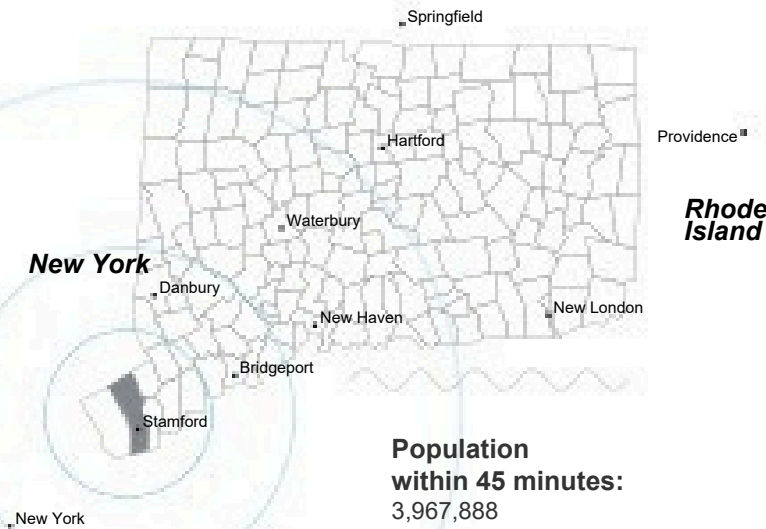 Springfield
Hartford
Providence
Rhode
Island
Waterbury
New York
Danbury
New Haven
New London
Bridgeport
Stamford
Population
within 45 minutes:
3,967,888
New York